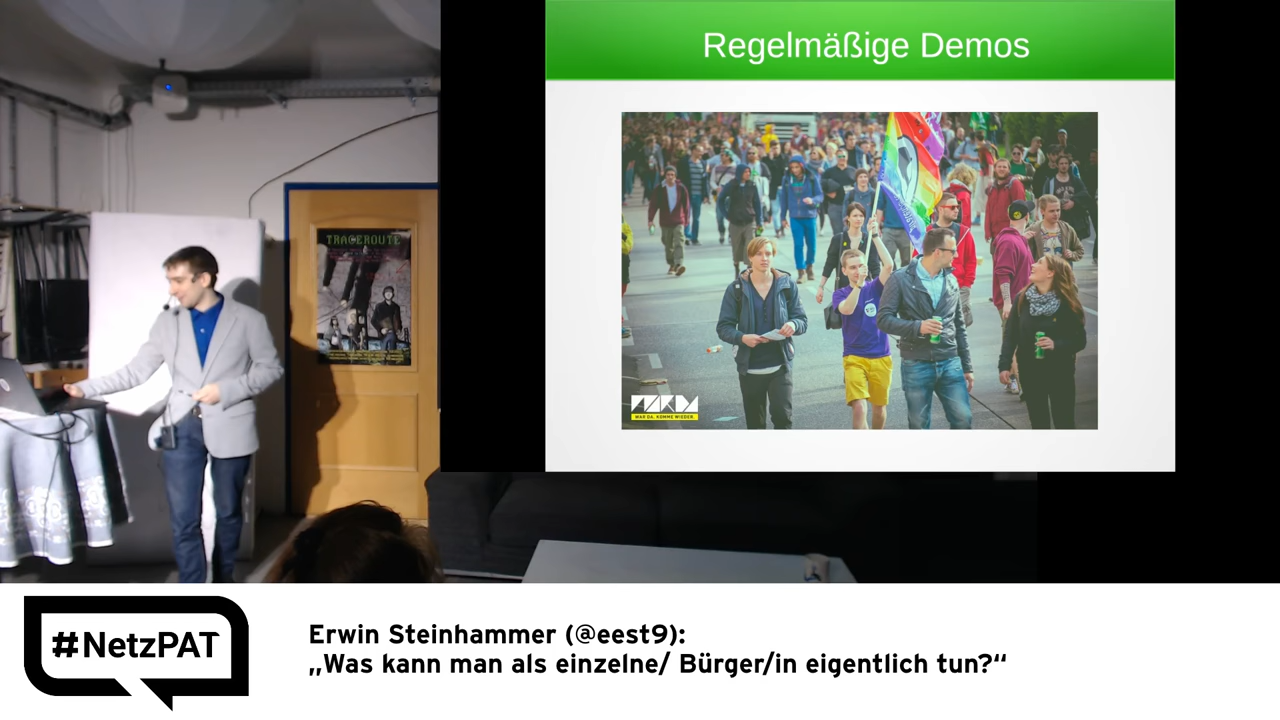 Regelmäßige Demos
TRACEROUTE
WAR DA. KOMME WIEDER.
#NetzPAT
Erwin Steinhammer (@eest9):
„Was kann man als einzelne/ Bürger/in eigentlich tun?“